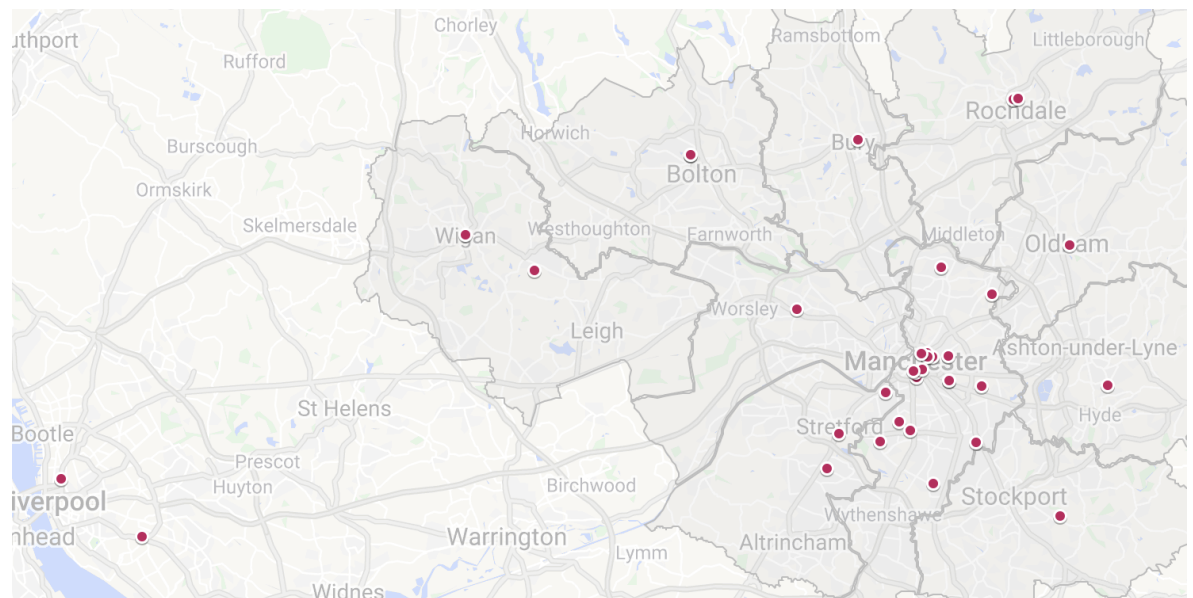 Chorley
Ramsbottom
Littleborough
uthport
Rufford
Rochdale
Horwich
Bury
Burscough
Bolton
Ormskirk
Skelmersdale
Wigan
Westhoughton
Farnworth
Middleton
Oldham
Worsley
Leigh
Manchester
Ashton-under-Lyne
St Helens
Hyde
Bootle
Stretford
Prescot
Huyton
Birchwood
iverpool
Stockport
Wythenshawe
nhead
Warrington
Altrincham
Lymm
Widnes